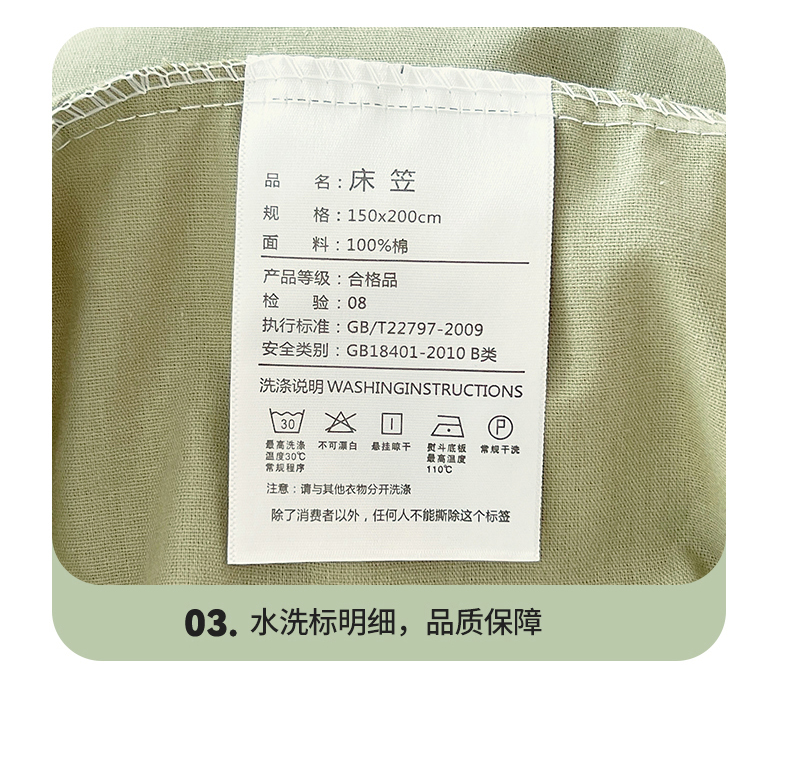 品 名：床 笠
规 格：150x200cm
面 料：100%棉
产品等级：合格品
检 验：08
执行标准：GB/T22797-2009
安全类别：GB18401-2010 B类
洗涤说明 WASHINGINSTRUCTIONS
30
P
最高洗涤
温度30℃
常规程序
不可漂白
悬挂晾干
熨斗底板
最高温度
110℃
常规干洗
注意：请与其他衣物分开洗涤
除了消费者以外，任何人不能撕除这个标签
03. 水洗标明细，品质保障